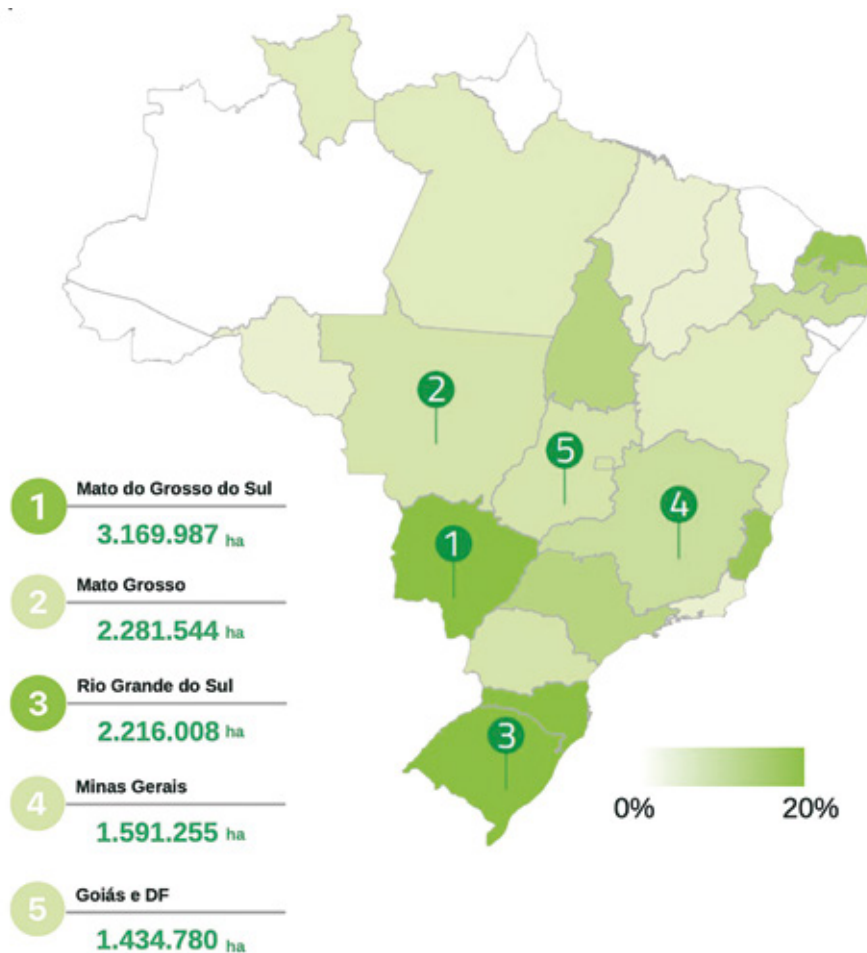 2
5
4
1
3
1
Mato do Grosso do Sul
3.169.987 ha
2
Mato Grosso
2.281.544 ha
3
Rio Grande do Sul
2.216.008 ha
4
Minas Gerais
1.591.255 ha
5
Goiás e DF
1.434.780 ha
0% 20%